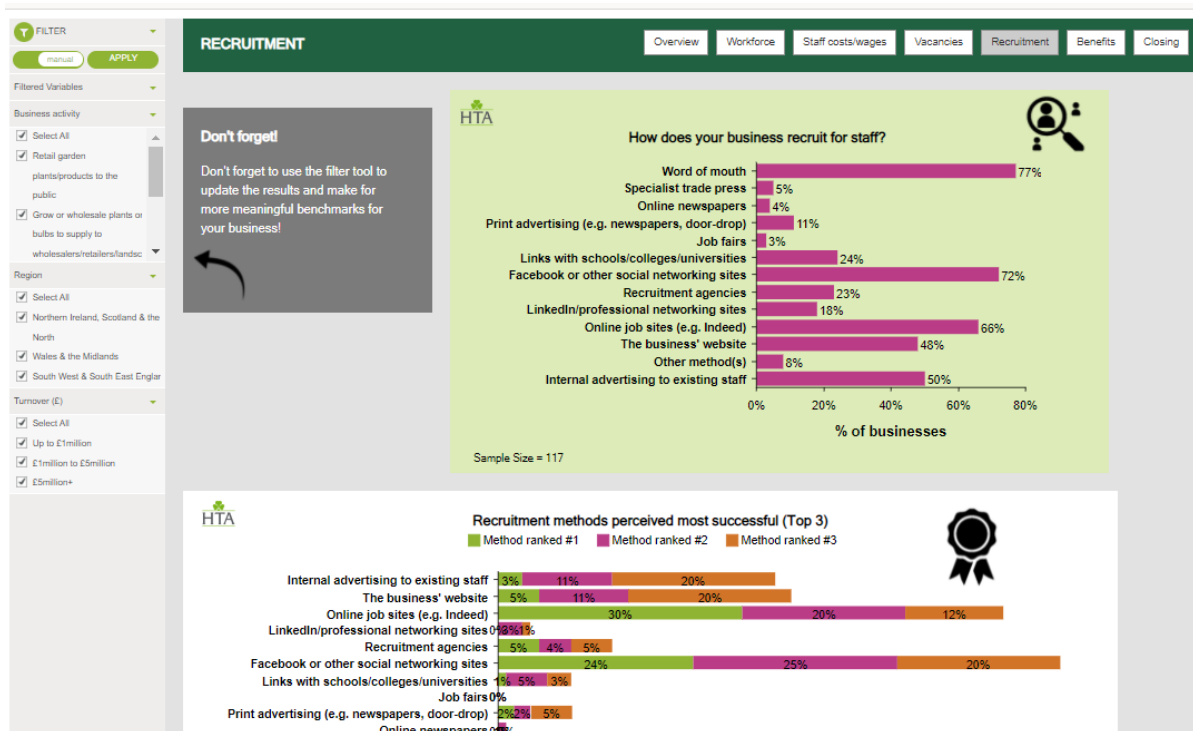 FILTER
manual
APPLY
Filtered Variables
Business activity
Select All
Retail garden
plants/products to the
public
Grow or wholesale plants or
bulbs to supply to
wholesalers/retailers/landsc
Region
Select All
Northern Ireland, Scotland & the
North
Wales & the Midlands
South West & South East Englar
Turnover (£)
Select All
Up to £1million
£1million to £5million
£5million+
RECRUITMENT
Overview
Workforce
Staff costs/wages
Vacancies
Recruitment
Benefits
Closing
Don't forget!
Don't forget to use the filter tool to
update the results and make for
more meaningful benchmarks for
your business!
HTA
How does your business recruit for staff?
Word of mouth 77%
Specialist trade press 5%
Online newspapers 4%
Print advertising (e.g. newspapers, door-drop) 11%
Job fairs 3%
Links with schools/colleges/universities 24%
Facebook or other social networking sites 72%
Recruitment agencies 23%
LinkedIn/professional networking sites 18%
Online job sites (e.g. Indeed) 66%
The business' website 48%
Other method(s) 8%
Internal advertising to existing staff 50%
0% 20% 40% 60% 80%
% of businesses
Sample Size = 117
HTA
Recruitment methods perceived most successful (Top 3)
Method ranked #1 Method ranked #2 Method ranked #3
Internal advertising to existing staff 3% 11% 20%
The business' website 5% 11% 20%
Online job sites (e.g. Indeed) 30% 20% 12%
LinkedIn/professional networking sites 0% 3% 1%
Recruitment agencies 5% 4% 5%
Facebook or other social networking sites 24% 25% 20%
Links with schools/colleges/universities 1% 5% 3%
Job fairs 0%
Print advertising (e.g. newspapers, door-drop) 2% 2% 5%
Online newspapers